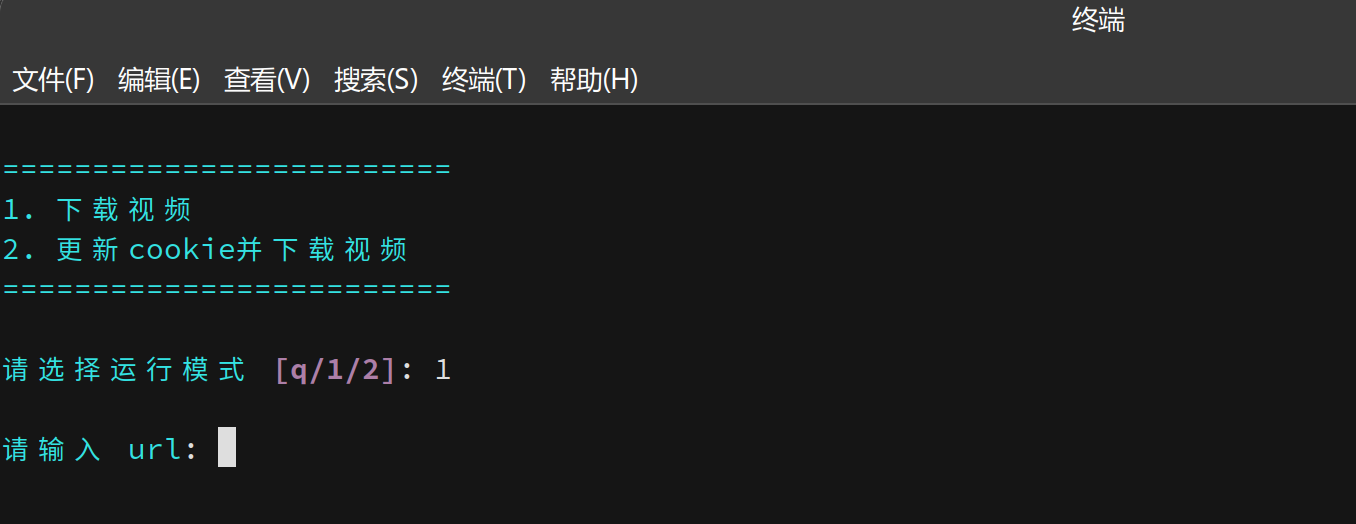 终端
文件(F) 编辑(E) 查看(V) 搜索(S) 终端(T) 帮助(H)
=========================
1. 下载视频
2. 更新cookie并下载视频
=========================
请选择运行模式 [q/1/2]: 1
请输入 url: